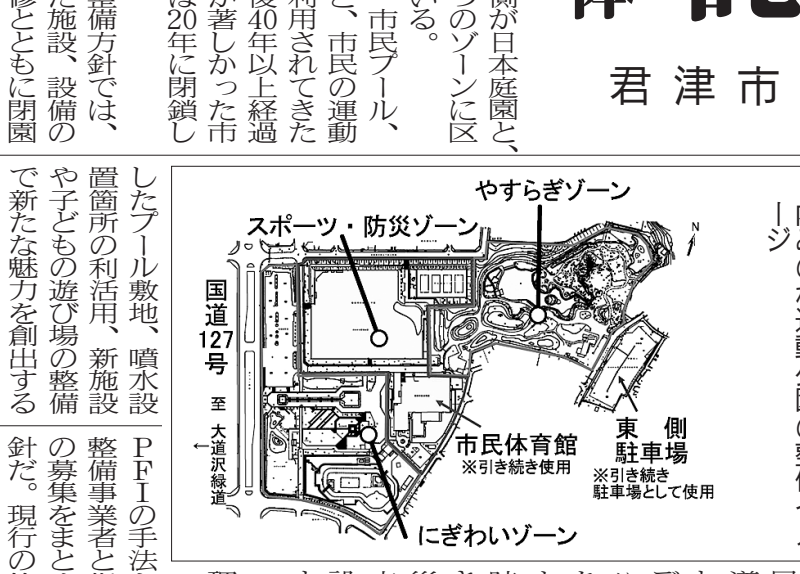 君津市
側が日本庭園と、
つのゾーンに区
いる。
市民プール、
と、市民の運動
利用されてきた
後40年以上経過
が著しかった市
は20年に閉鎖し
整備方針では、
た施設、設備の
修とともに閉園
したプール敷地、噴水設
置箇所の利活用、新施設
や子どもの遊び場の整備
で新たな魅力を創出する
PFIの手法
整備事業者と
の募集をまと
針だ。現行の
ージ
やすらぎゾーン
スポーツ・防災ゾーン
N
国道127号
至 大道沢緑道
←
市民体育館
※引き続き使用
東側
駐車場
※引き続き
駐車場として使用
にぎわいゾーン